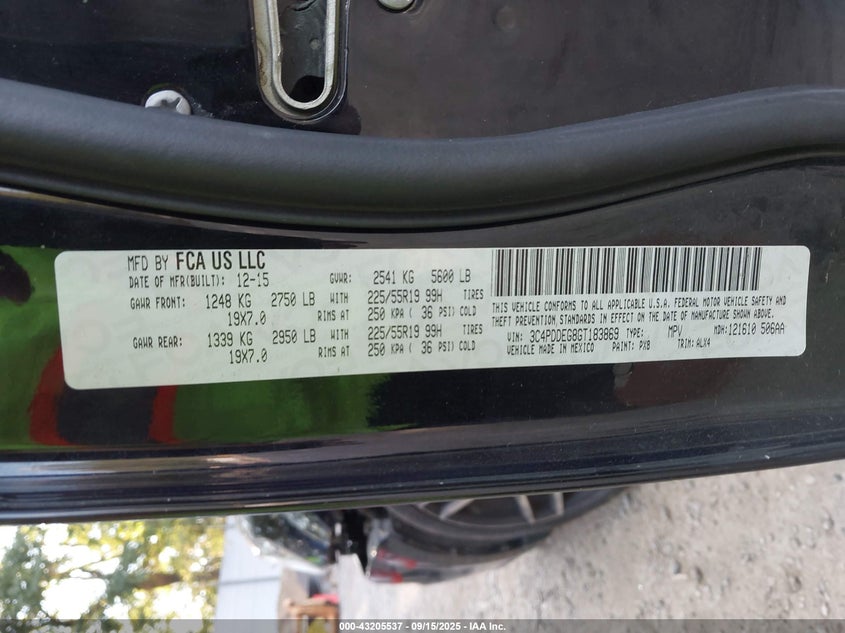 MFD BY FCA US LLC
DATE OF MFR(BUILT): 12-15 GVWR: 2541 KG 5600 LB
GAWR FRONT: 1248 KG 2750 LB WITH 225/55R19 99H TIRES
19X7.0 RIMS AT 250 KPA ( 36 PSI) COLD
GAWR REAR: 1339 KG 2950 LB WITH 225/55R19 99H TIRES
19X7.0 RIMS AT 250 KPA ( 36 PSI) COLD
THIS VEHICLE CONFORMS TO ALL APPLICABLE U.S.A. FEDERAL MOTOR VEHICLE SAFETY AND
THEFT PREVENTION STANDARDS IN EFFECT ON THE DATE OF MANUFACTURE SHOWN ABOVE.
VIN: 3C4PDDEG8GT183869 TYPE: MPV MDH: 121610 506AA
VEHICLE MADE IN MEXICO PAINT: PX8 TRIM: ALX4
000-43205537 - 09/15/2025 - IAA Inc.